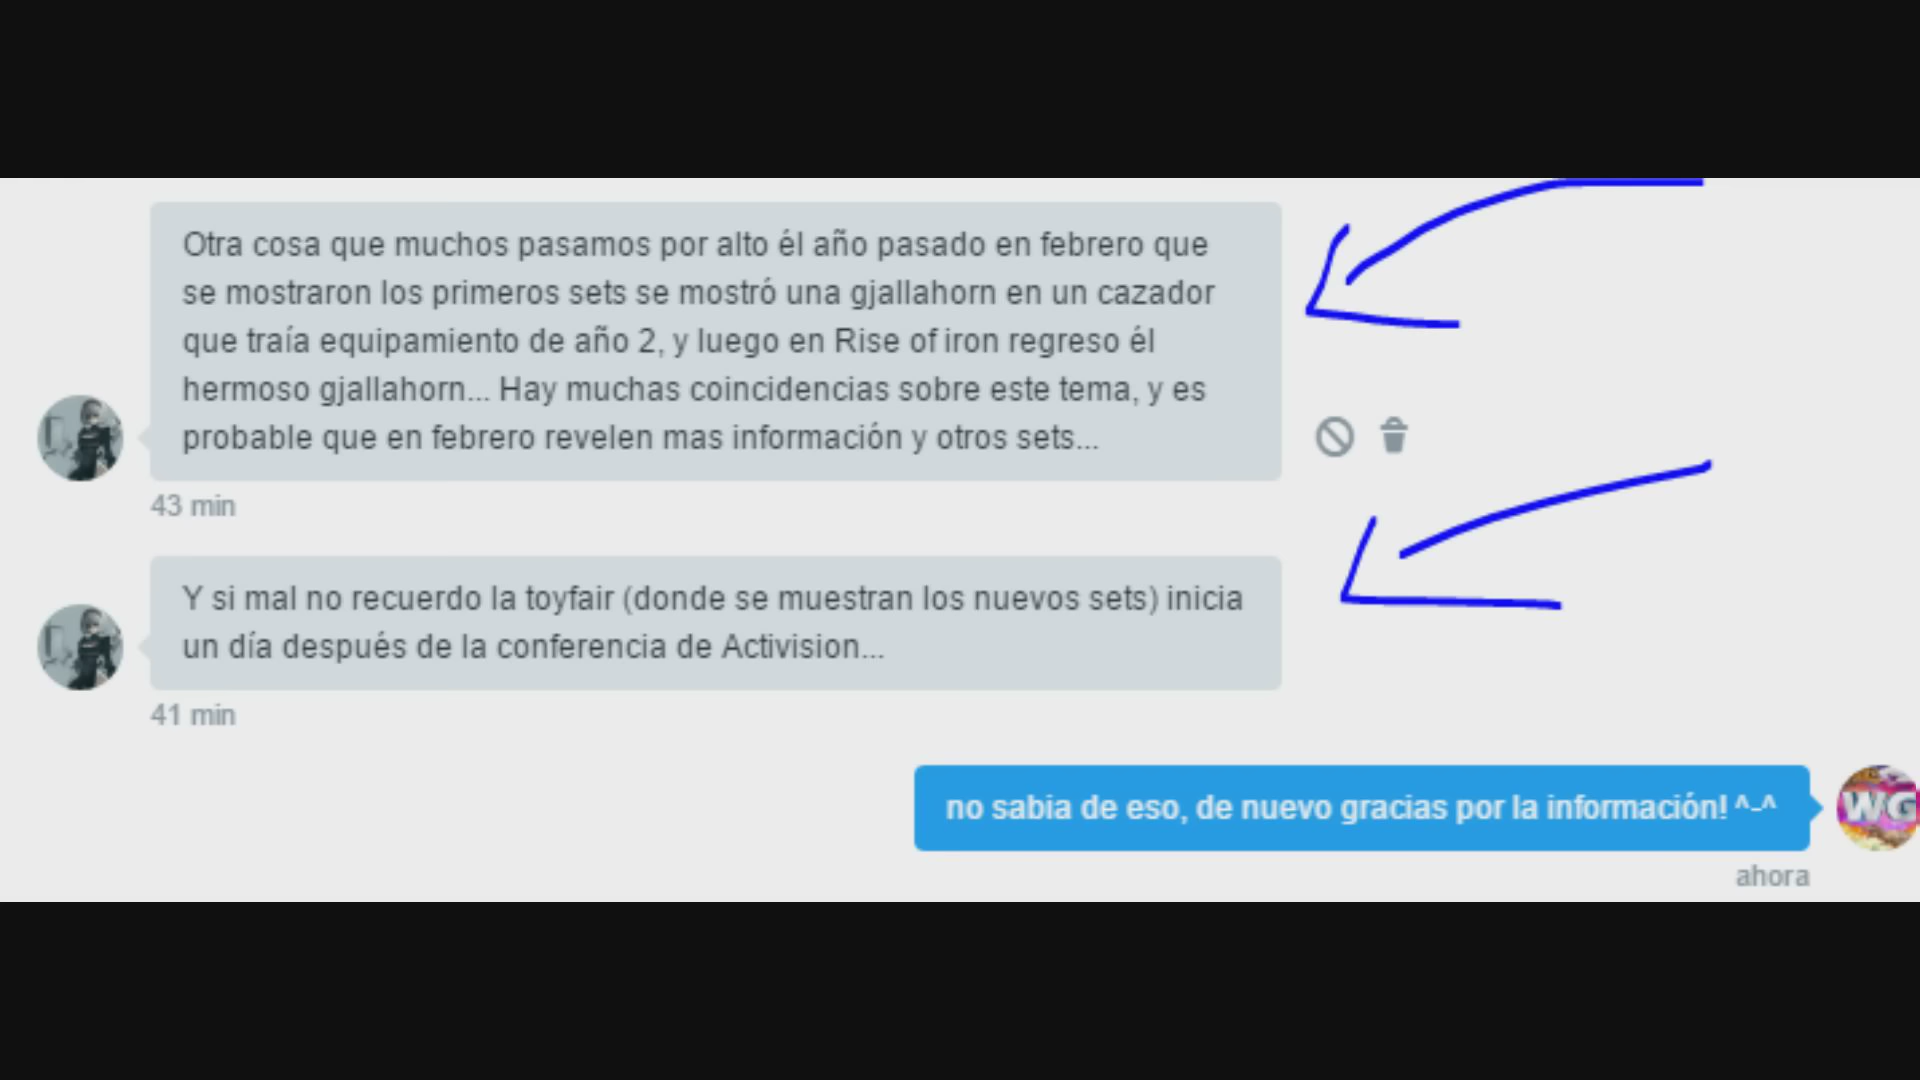 Otra cosa que muchos pasamos por alto él año pasado en febrero que
se mostraron los primeros sets se mostró una gjallahorn en un cazador
que traía equipamiento de año 2, y luego en Rise of iron regreso él
hermoso gjallahorn... Hay muchas coincidencias sobre este tema, y es
probable que en febrero revelen mas información y otros sets...
43 min
Y si mal no recuerdo la toyfair (donde se muestran los nuevos sets) inicia
un día después de la conferencia de Activision...
41 min
no sabia de eso, de nuevo gracias por la información! ^-^
WG
ahora